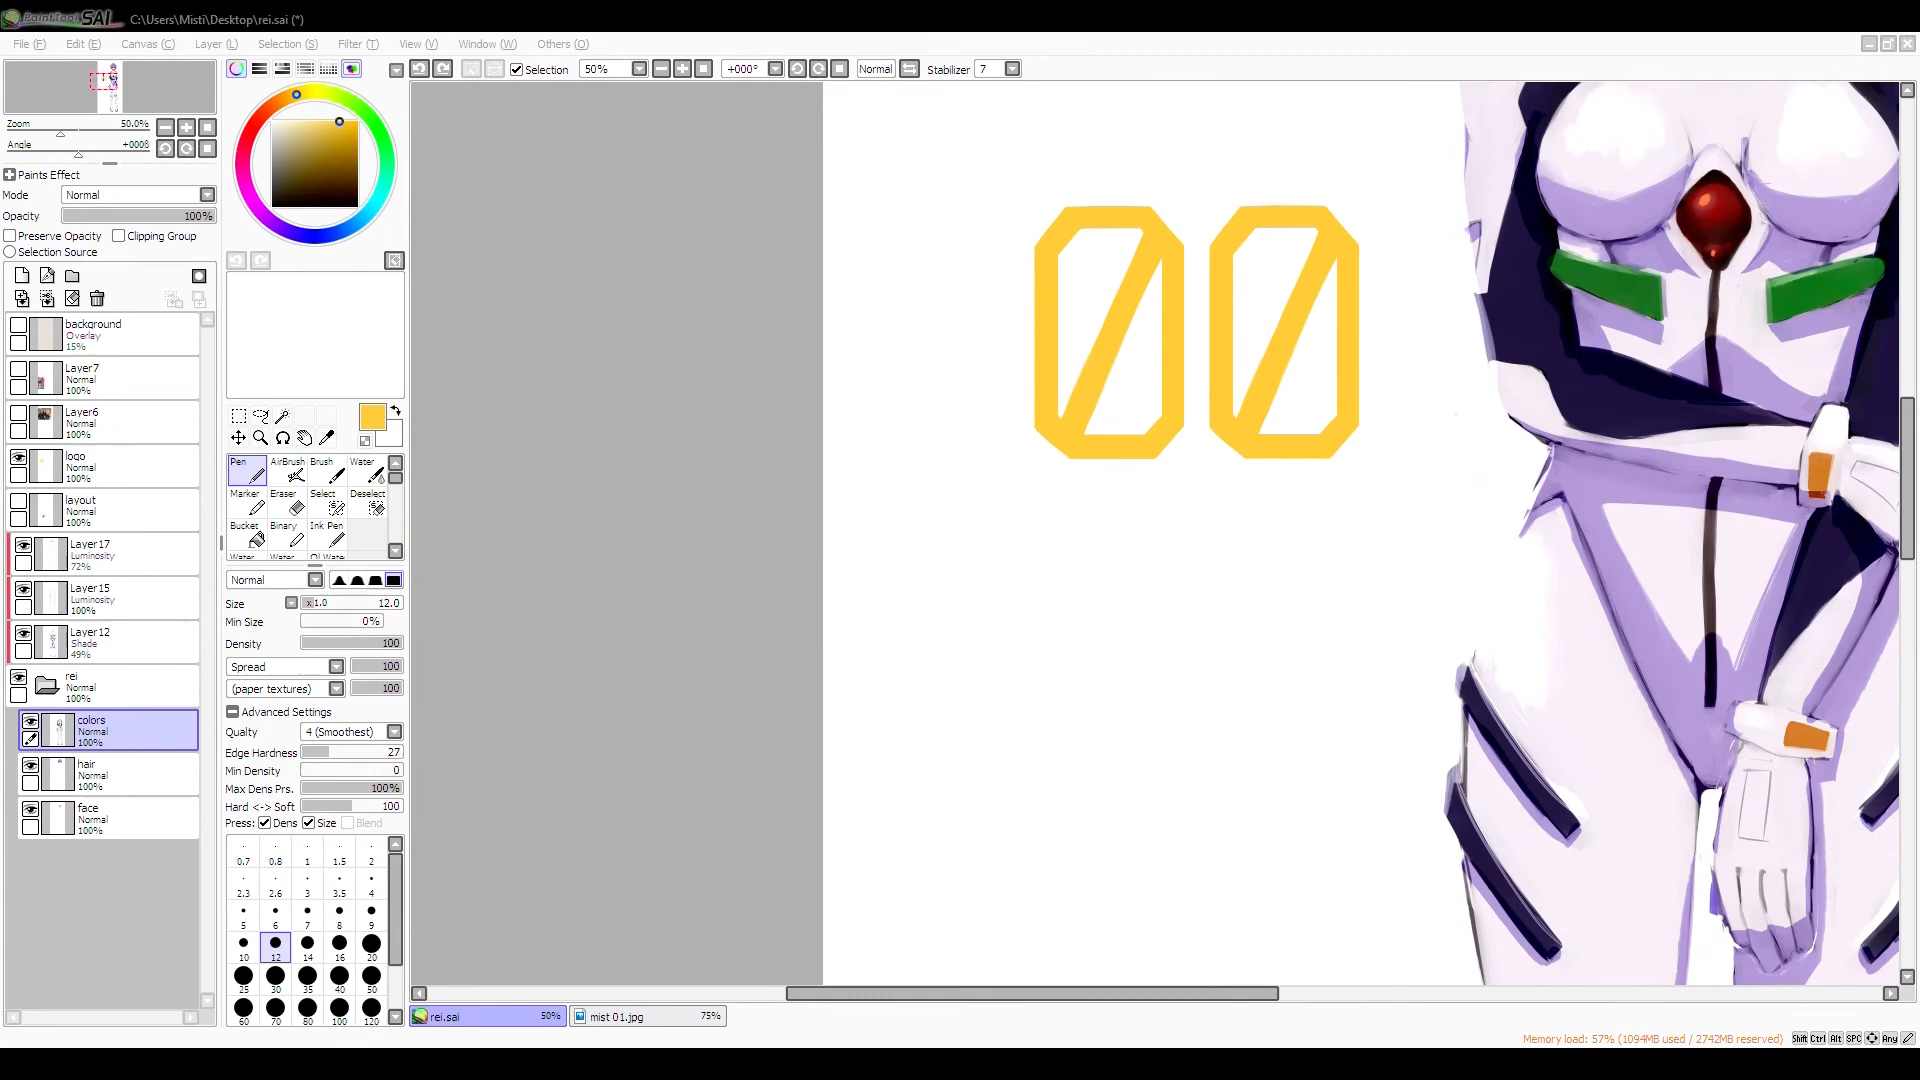 PaintTool SAI C:\Users\Misti\Desktop\rei.sai (*)
File (F) Edit (E) Canvas (C) Layer (L) Selection (S) Filter (T) View (V) Window (W) Others (O)
Selection 50% +000° Normal Stabilizer 7
Zoom 50.0%
Angle +000°
Paints Effect
Mode Normal
Opacity 100%
Preserve Opacity Clipping Group
Selection Source
background
Overlay
15%
Layer7
Normal
100%
Layer6
Normal
100%
logo
Normal
100%
layout
Normal
100%
Layer17
Luminosity
72%
Layer15
Luminosity
100%
Layer12
Shade
49%
rei
Normal
100%
colors
Normal
100%
hair
Normal
100%
face
Normal
100%
Pen AirBrush Brush Water
Marker Eraser Select Deselect
Bucket Binary Ink Pen
Normal
Size x1.0 12.0
Min Size 0%
Density 100
Spread 100
(paper textures) 100
Advanced Settings
Quality 4 (Smoothest)
Edge Hardness 27
Min Density 0
Max Dens Prs. 100%
Hard <-> Soft 100
Press: Dens Size Blend
0.7 0.8 1 1.5 2
2.3 2.6 3 3.5 4
5 6 7 8 9
10 12 14 16 20
25 30 35 40 50
60 70 80 100 120
00
rei.sai 50% mist 01.jpg 75%
Memory load: 57% (1094MB used / 2742MB reserved) Shift Ctrl Alt SPC Any